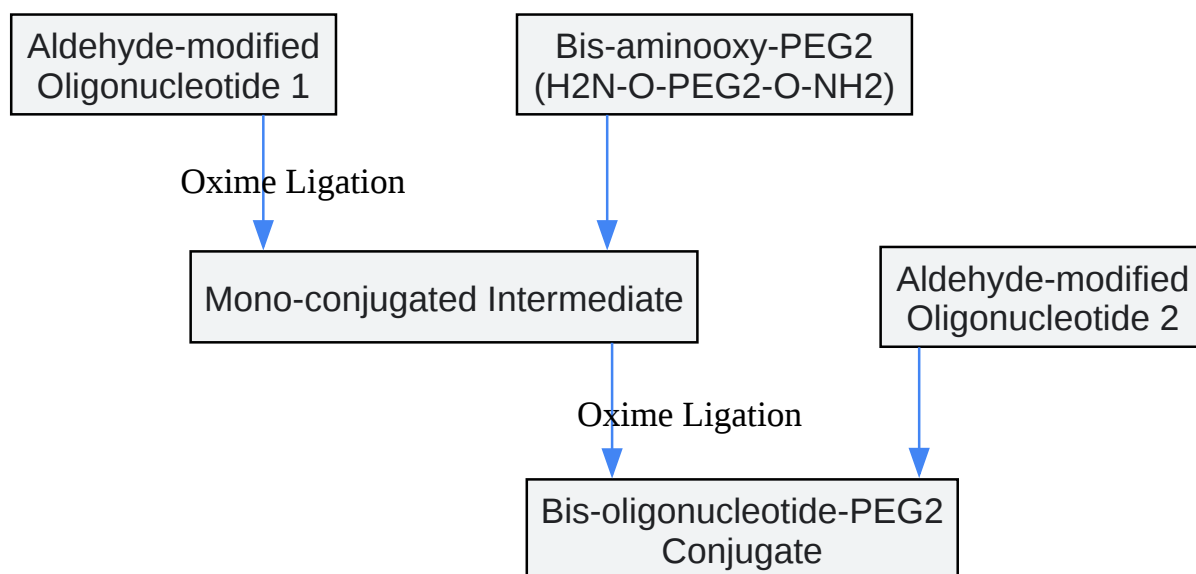 Aldehyde-modified
Oligonucleotide 1
Bis-aminooxy-PEG2
(H2N-O-PEG2-O-NH2)
Oxime Ligation
Mono-conjugated Intermediate
Aldehyde-modified
Oligonucleotide 2
Oxime Ligation
Bis-oligonucleotide-PEG2
Conjugate